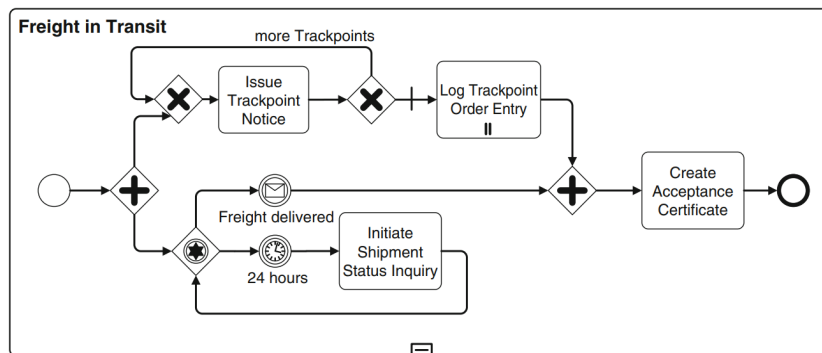 Freight in Transit
more Trackpoints
Issue
Trackpoint
Notice
Log Trackpoint
Order Entry
Create
Acceptance
Certificate
Freight delivered
Initiate
Shipment
Status Inquiry
24 hours